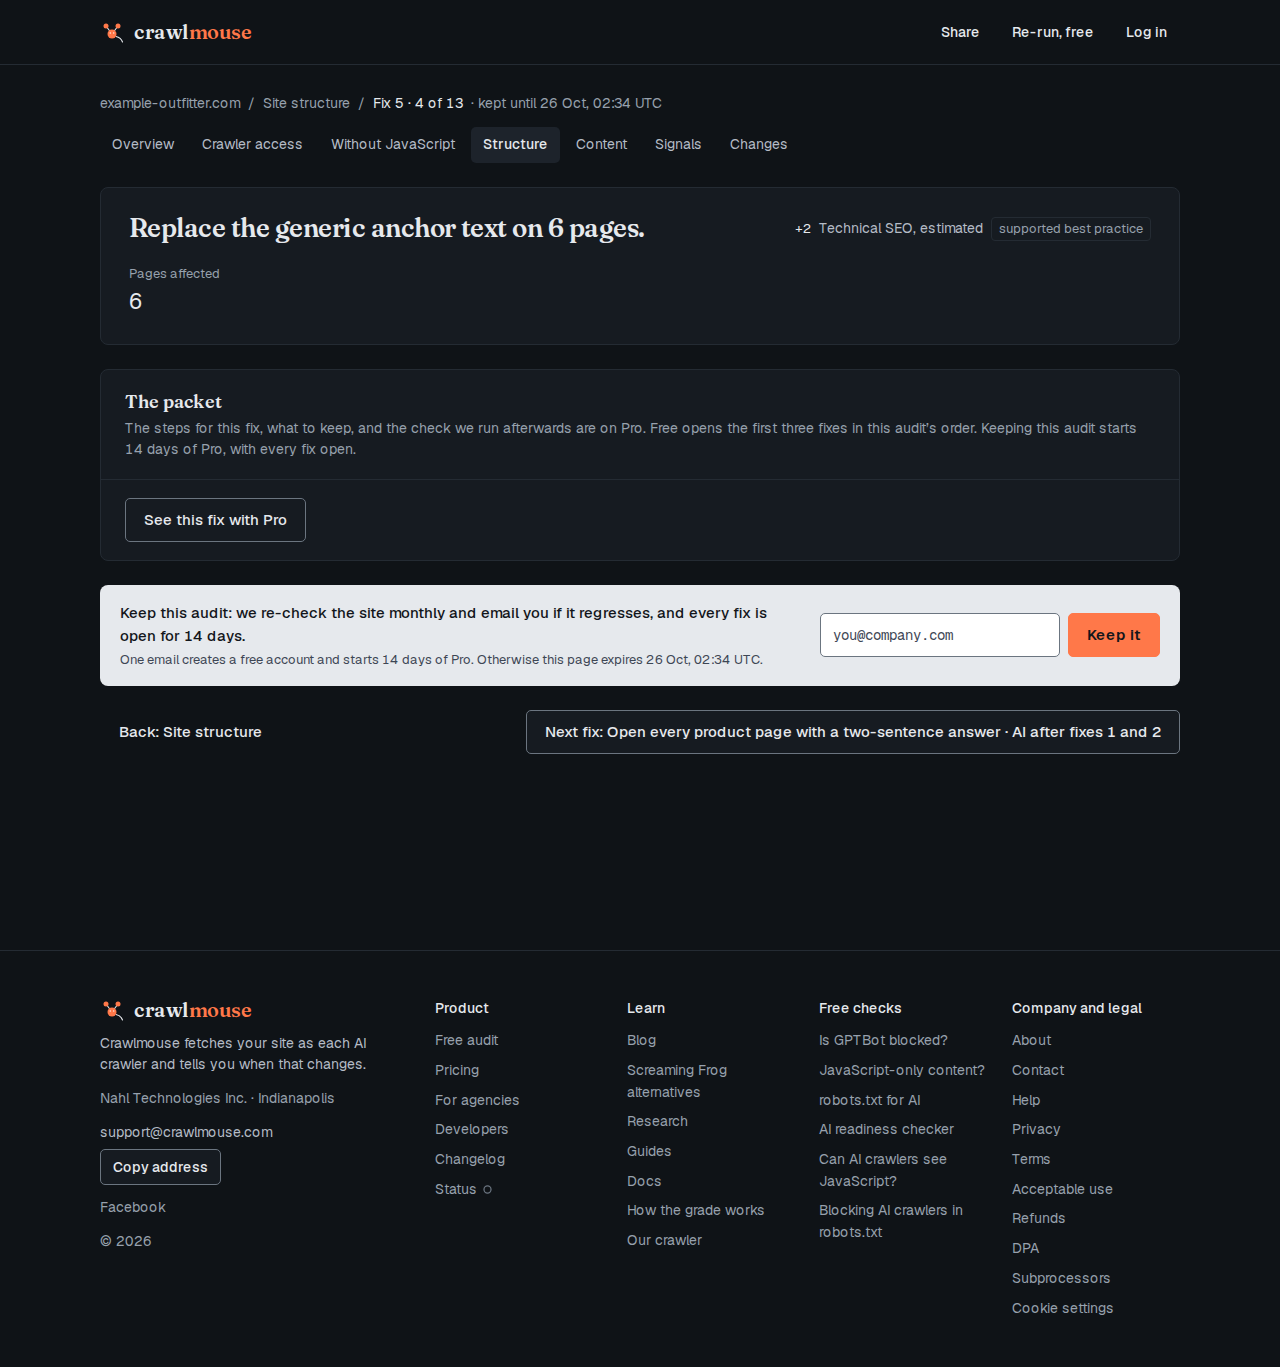 crawlmouse
Share
Re-run, free
Log in
example-outfitter.com / Site structure / Fix 5 · 4 of 13 · kept until 26 Oct, 02:34 UTC
Overview
Crawler access
Without JavaScript
Structure
Content
Signals
Changes
Replace the generic anchor text on 6 pages.
+2 Technical SEO, estimated
supported best practice
Pages affected
6
The packet
The steps for this fix, what to keep, and the check we run afterwards are on Pro. Free opens the first three fixes in this audit's order. Keeping this audit starts
14 days of Pro, with every fix open.
See this fix with Pro
Keep this audit: we re-check the site monthly and email you if it regresses, and every fix is
open for 14 days.
One email creates a free account and starts 14 days of Pro. Otherwise this page expires 26 Oct, 02:34 UTC.
you@company.com
Keep it
Back: Site structure
Next fix: Open every product page with a two-sentence answer · AI after fixes 1 and 2
crawlmouse
Crawlmouse fetches your site as each AI
crawler and tells you when that changes.
Nahl Technologies Inc. · Indianapolis
support@crawlmouse.com
Copy address
Facebook
© 2026
Product
Free audit
Pricing
For agencies
Developers
Changelog
Status
Learn
Blog
Screaming Frog
alternatives
Research
Guides
Docs
How the grade works
Our crawler
Free checks
Is GPTBot blocked?
JavaScript-only content?
robots.txt for AI
AI readiness checker
Can AI crawlers see
JavaScript?
Blocking AI crawlers in
robots.txt
Company and legal
About
Contact
Help
Privacy
Terms
Acceptable use
Refunds
DPA
Subprocessors
Cookie settings